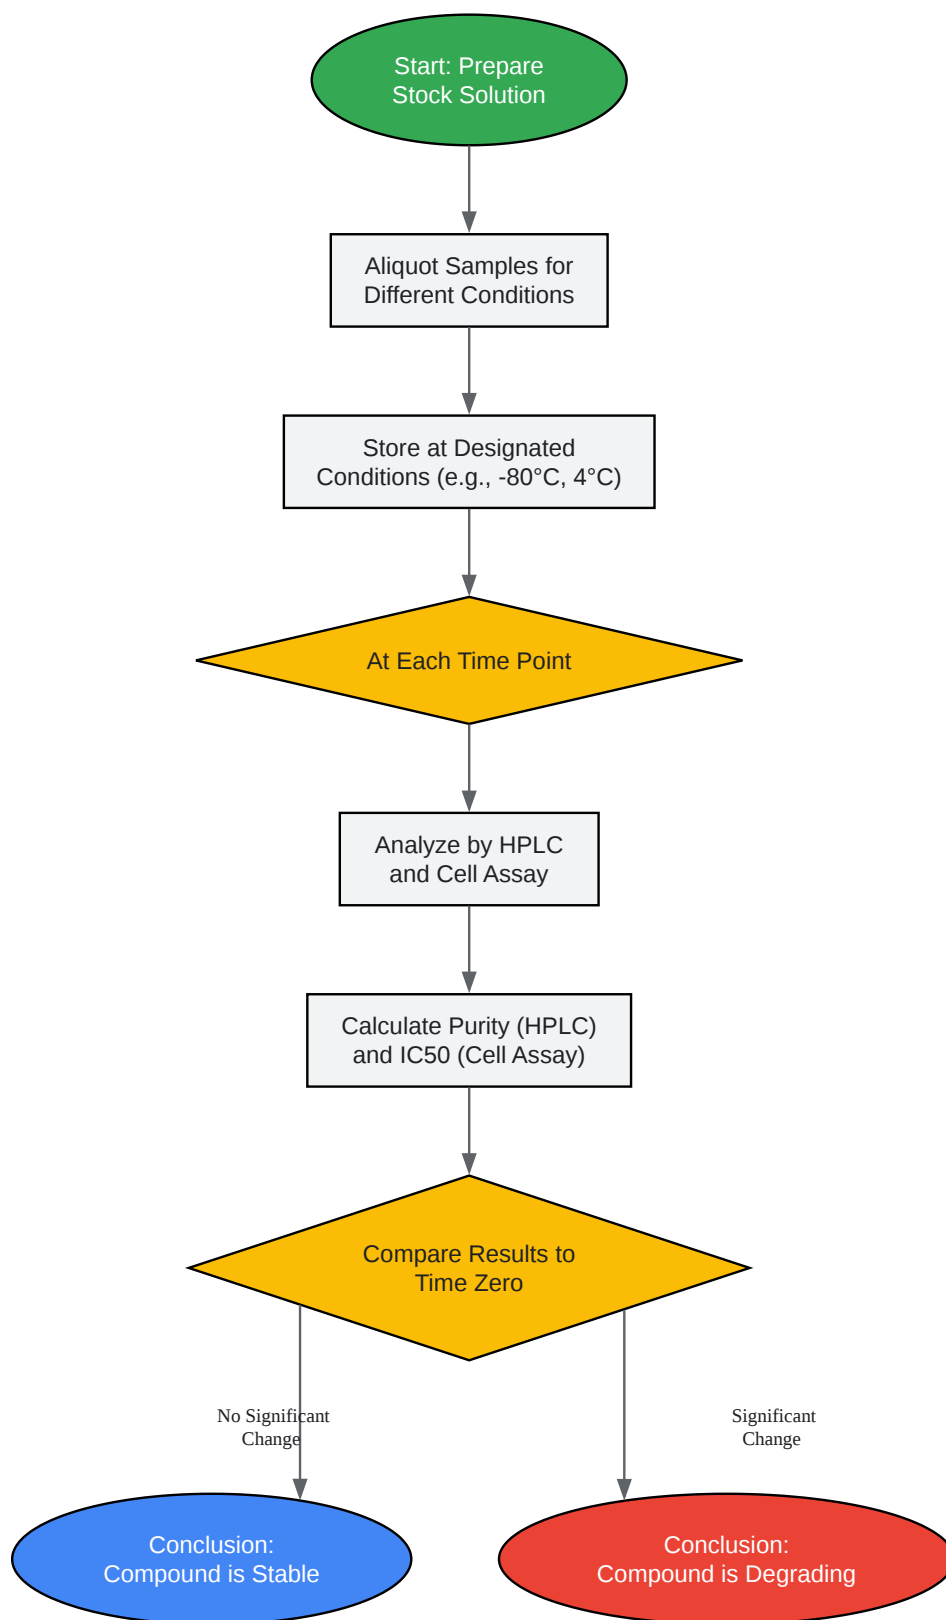 Start: Prepare
Stock Solution
Aliquot Samples for
Different Conditions
Store at Designated
Conditions (e.g., -80°C, 4°C)
At Each Time Point
Analyze by HPLC
and Cell Assay
Calculate Purity (HPLC)
and IC50 (Cell Assay)
Compare Results to
Time Zero
No Significant
Change
Significant
Change
Conclusion:
Compound is Stable
Conclusion:
Compound is Degrading